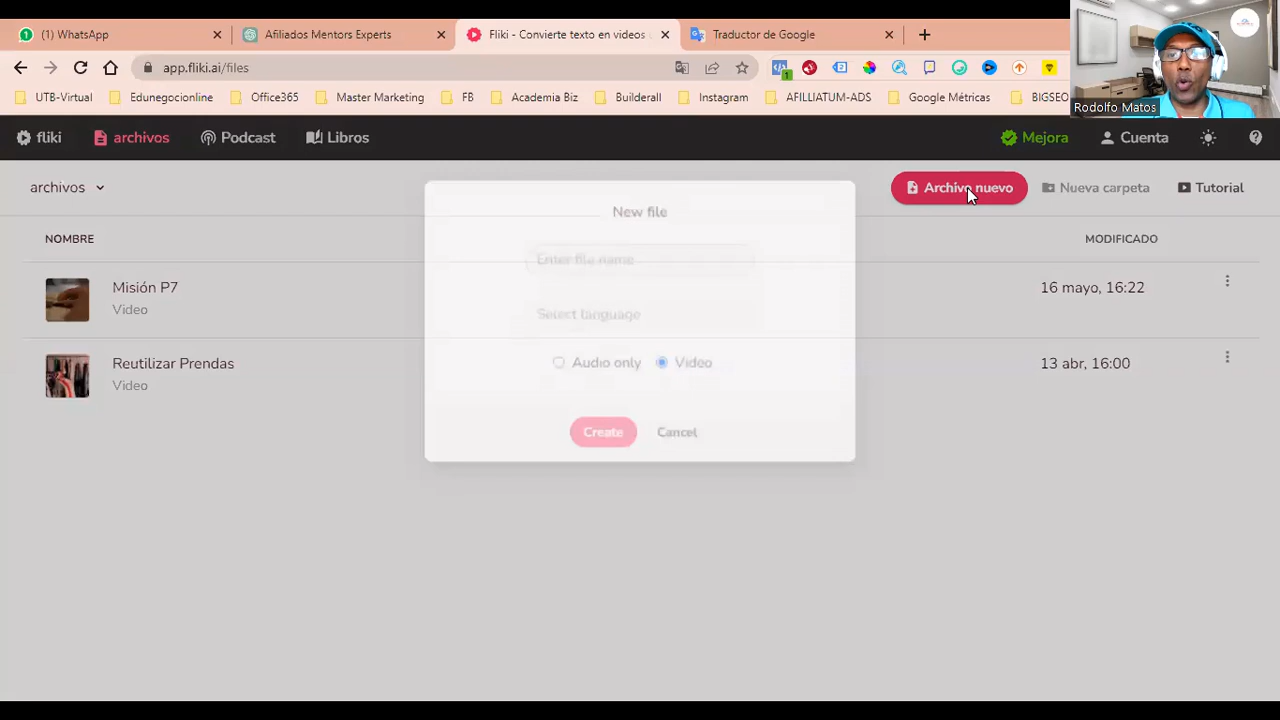 (1) WhatsApp
Afiliados Mentors Experts
Fliki - Convierte texto en videos
Traductor de Google
app.fliki.ai/files
1
UTB-Virtual
Edunegocionline
Office365
Master Marketing
FB
Academia Biz
Builderall
Instagram
AFILLIATUM-ADS
Google Métricas
BIGSEO
Rodolfo Matos
fliki
archivos
Podcast
Libros
Mejora
Cuenta
archivos
Archivo nuevo
Nueva carpeta
Tutorial
New file
NOMBRE
MODIFICADO
Enter file name
Misión P7
16 mayo, 16:22
Video
Select language
Reutilizar Prendas
Audio only
Video
13 abr, 16:00
Video
Create
Cancel